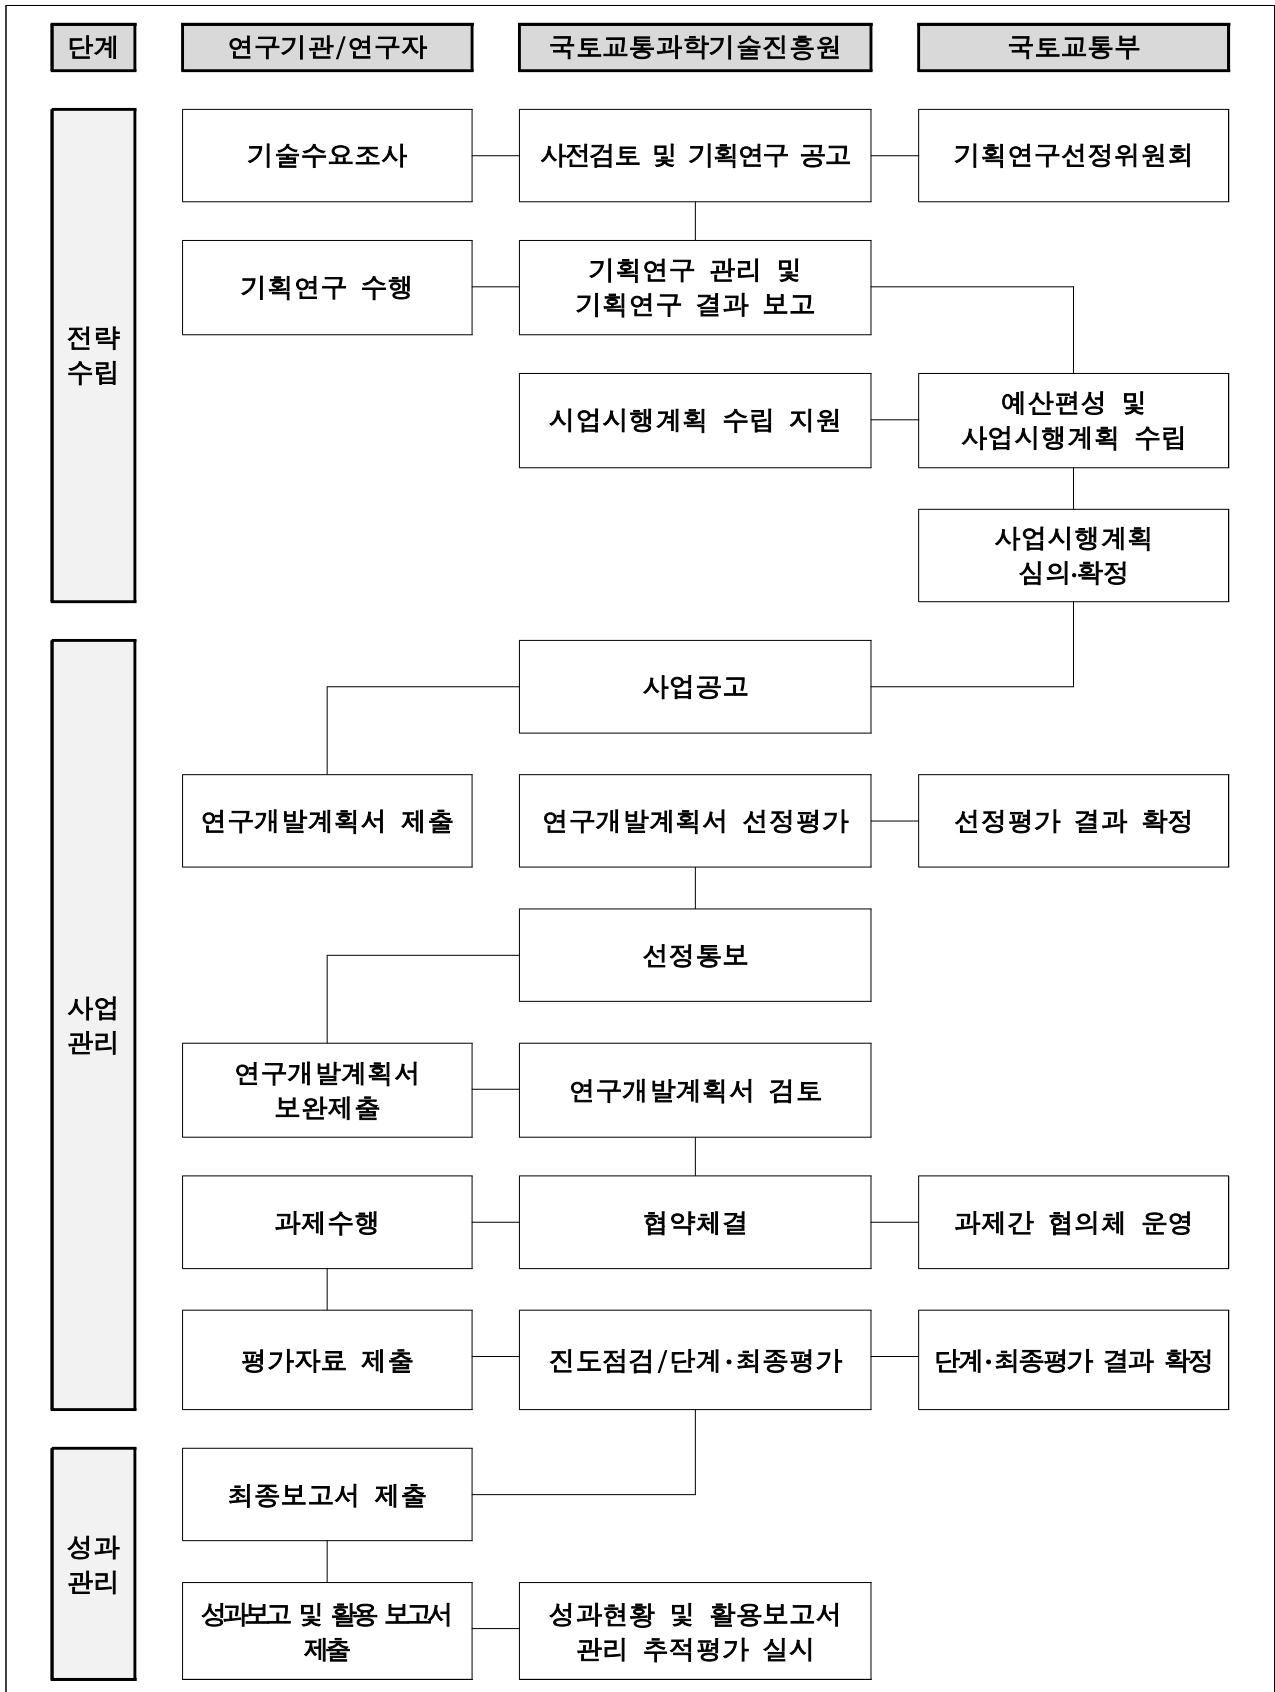 단계
연구기관/연구자
국토교통과학기술진흥원
국토교통부
전략
수립
기술수요조사
사전검토 및 기획연구 공고
기획연구선정위원회
기획연구 수행
기획연구 관리 및
기획연구 결과 보고
시업시행계획 수립 지원
예산편성 및
사업시행계획 수립
사업시행계획
심의·확정
사업
관리
사업공고
연구개발계획서 제출
연구개발계획서 선정평가
선정평가 결과 확정
선정통보
연구개발계획서
보완제출
연구개발계획서 검토
과제수행
협약체결
과제간 협의체 운영
평가자료 제출
진도점검/단계·최종평가
단계·최종평가 결과 확정
성과
관리
최종보고서 제출
성과보고 및 활용 보고서
제출
성과현황 및 활용보고서
관리 추적평가 실시